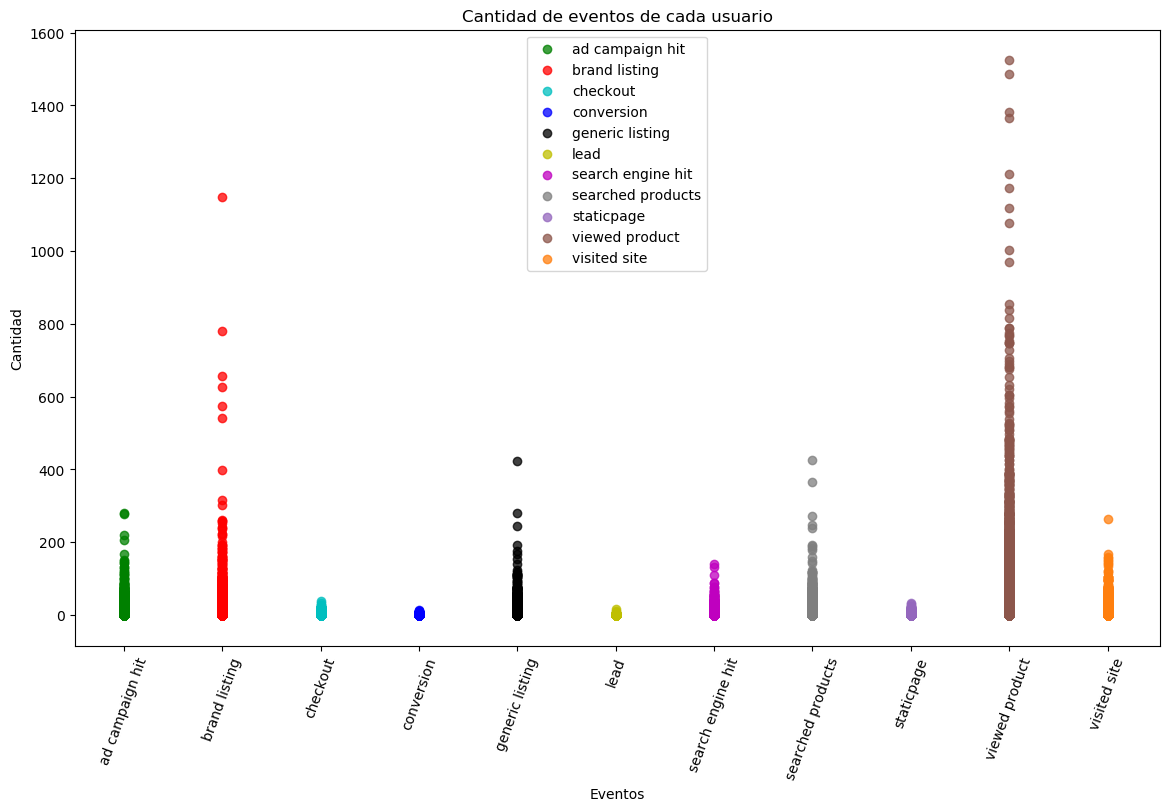 Cantidad de eventos de cada usuario
1600
1400
1200
1000
800
600
400
200
0
Cantidad
ad campaign hit
brand listing
checkout
conversion
generic listing
lead
search engine hit
searched products
staticpage
viewed product
visited site
ad campaign hit
brand listing
checkout
conversion
generic listing
lead
search engine hit
searched products
staticpage
viewed product
visited site
Eventos